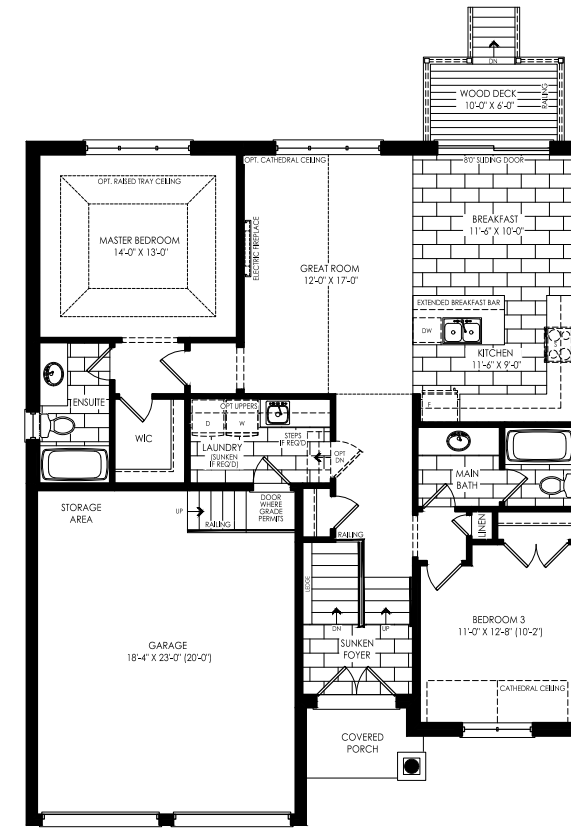 DN
WOOD DECK
10'-0" X 6'-0"
RAILING
OPT. CATHEDRAL CEILING
8'0" SLIDING DOOR
OPT. RAISED TRAY CEILING
MASTER BEDROOM
14'-0" X 13'-0"
ELECTRIC FIREPLACE
GREAT ROOM
12'-0" X 17'-0"
BREAKFAST
11'-6" X 10'-0"
EXTENDED BREAKFAST BAR
DW
KITCHEN
11'-6" X 9'-0"
F
ENSUITE
WIC
OPT UPPERS
D
W
LAUNDRY
(SUNKEN
IF REQ'D)
STEPS
IF REQ'D
OPT
DN
MAIN
BATH
LINEN
STORAGE
AREA
UP
RAILING
DOOR
WHERE
GRADE
PERMITS
RAILING
LEDGE
DN
UP
SUNKEN
FOYER
BEDROOM 3
11'-0" X 12'-8" (10'-2")
CATHEDRAL CEILING
GARAGE
18'-4" X 23'-0" (20'-0")
COVERED
PORCH